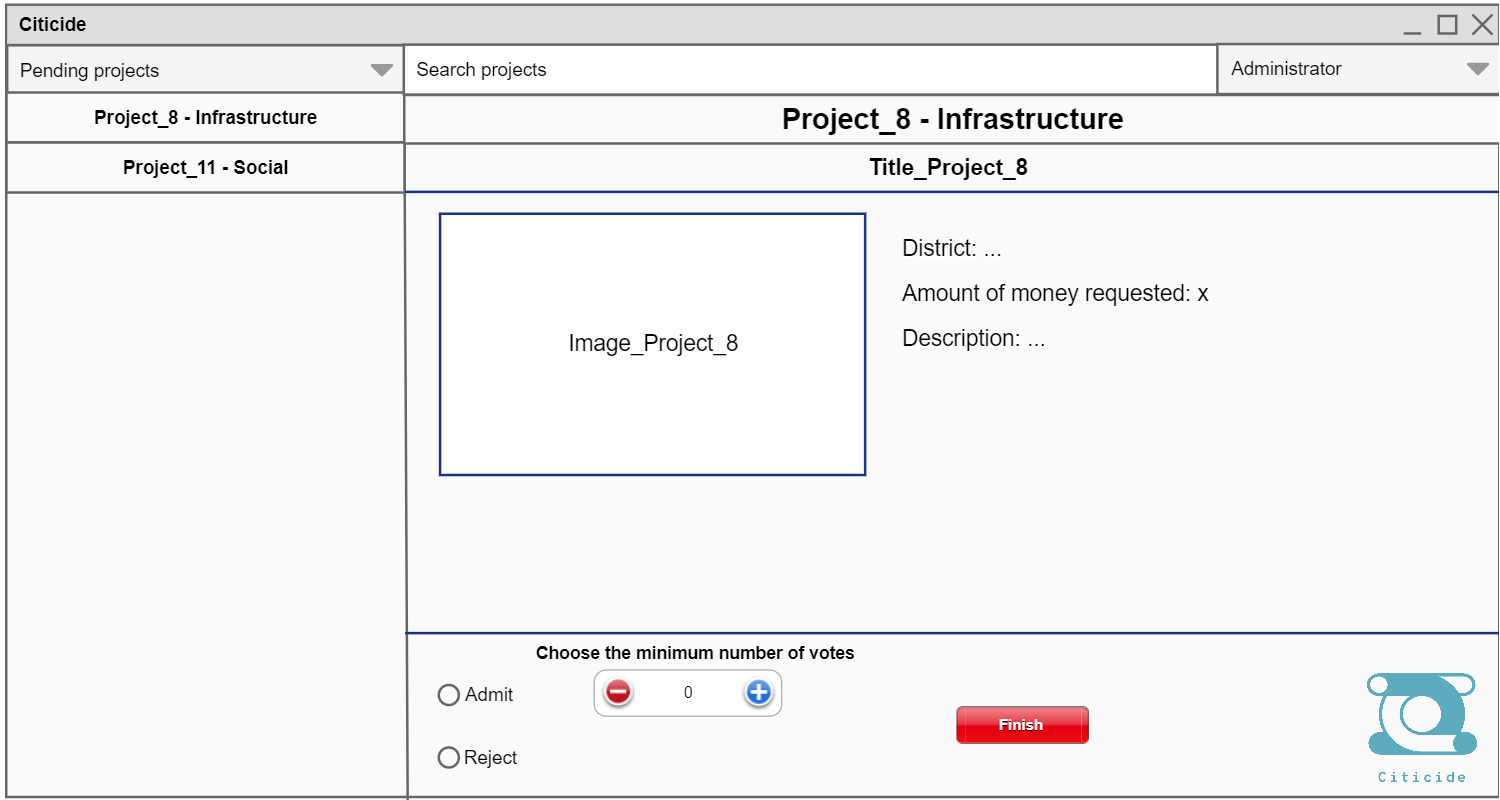 Citicide
Pending projects
Search projects
Administrator
Project_8 - Infrastructure
Project_11 - Social
Project_8 - Infrastructure
Title_Project_8
Image_Project_8
District: ...
Amount of money requested: x
Description: ...
Choose the minimum number of votes
Admit
0
Reject
Finish
Citicide